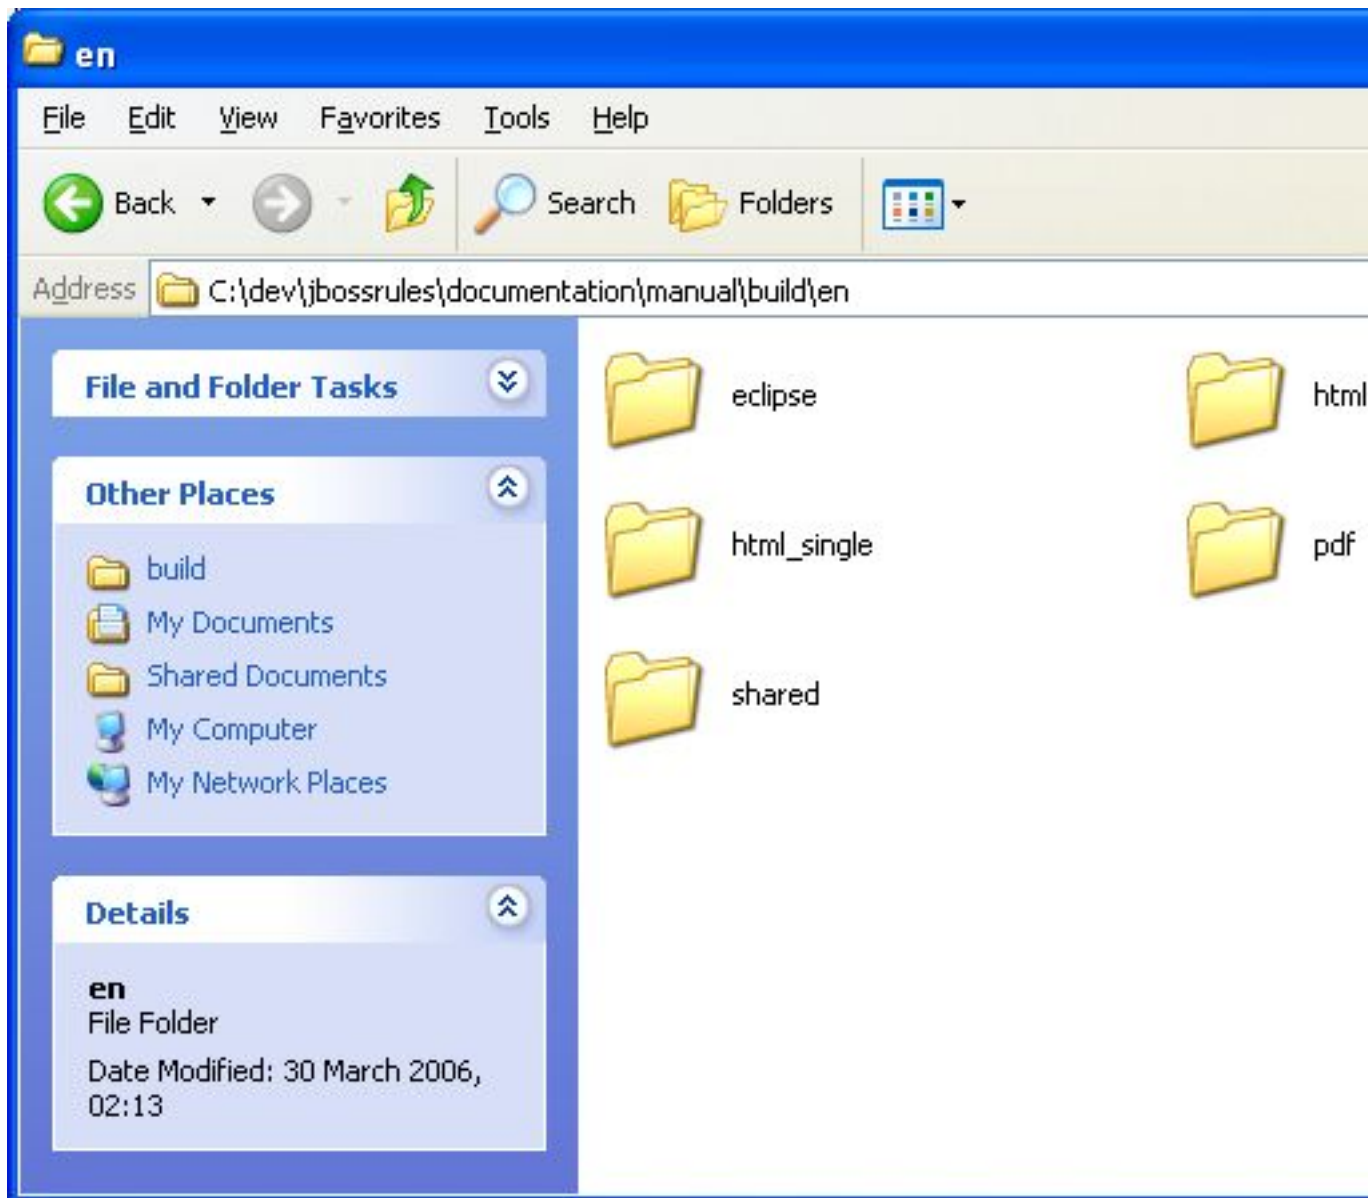 en
File Edit View Favorites Tools Help
Back Search Folders
Address C:\dev\jbossrules\documentation\manual\build\en
File and Folder Tasks
Other Places
build
My Documents
Shared Documents
My Computer
My Network Places
Details
en
File Folder
Date Modified: 30 March 2006,
02:13
eclipse html
html_single pdf
shared